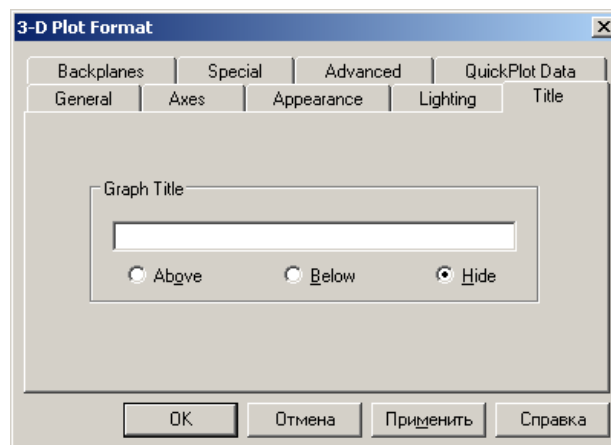 3-D Plot Format
Backplanes Special Advanced QuickPlot Data
General Axes Appearance Lighting Title
Graph Title
Above Below Hide
OK Отмена Применить Справка